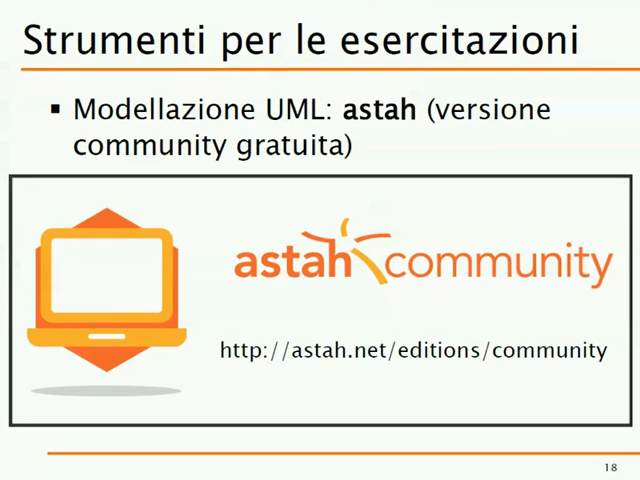 Strumenti per le esercitazioni
▪ Modellazione UML: astah (versione
community gratuita)
astah community
http://astah.net/editions/community
18